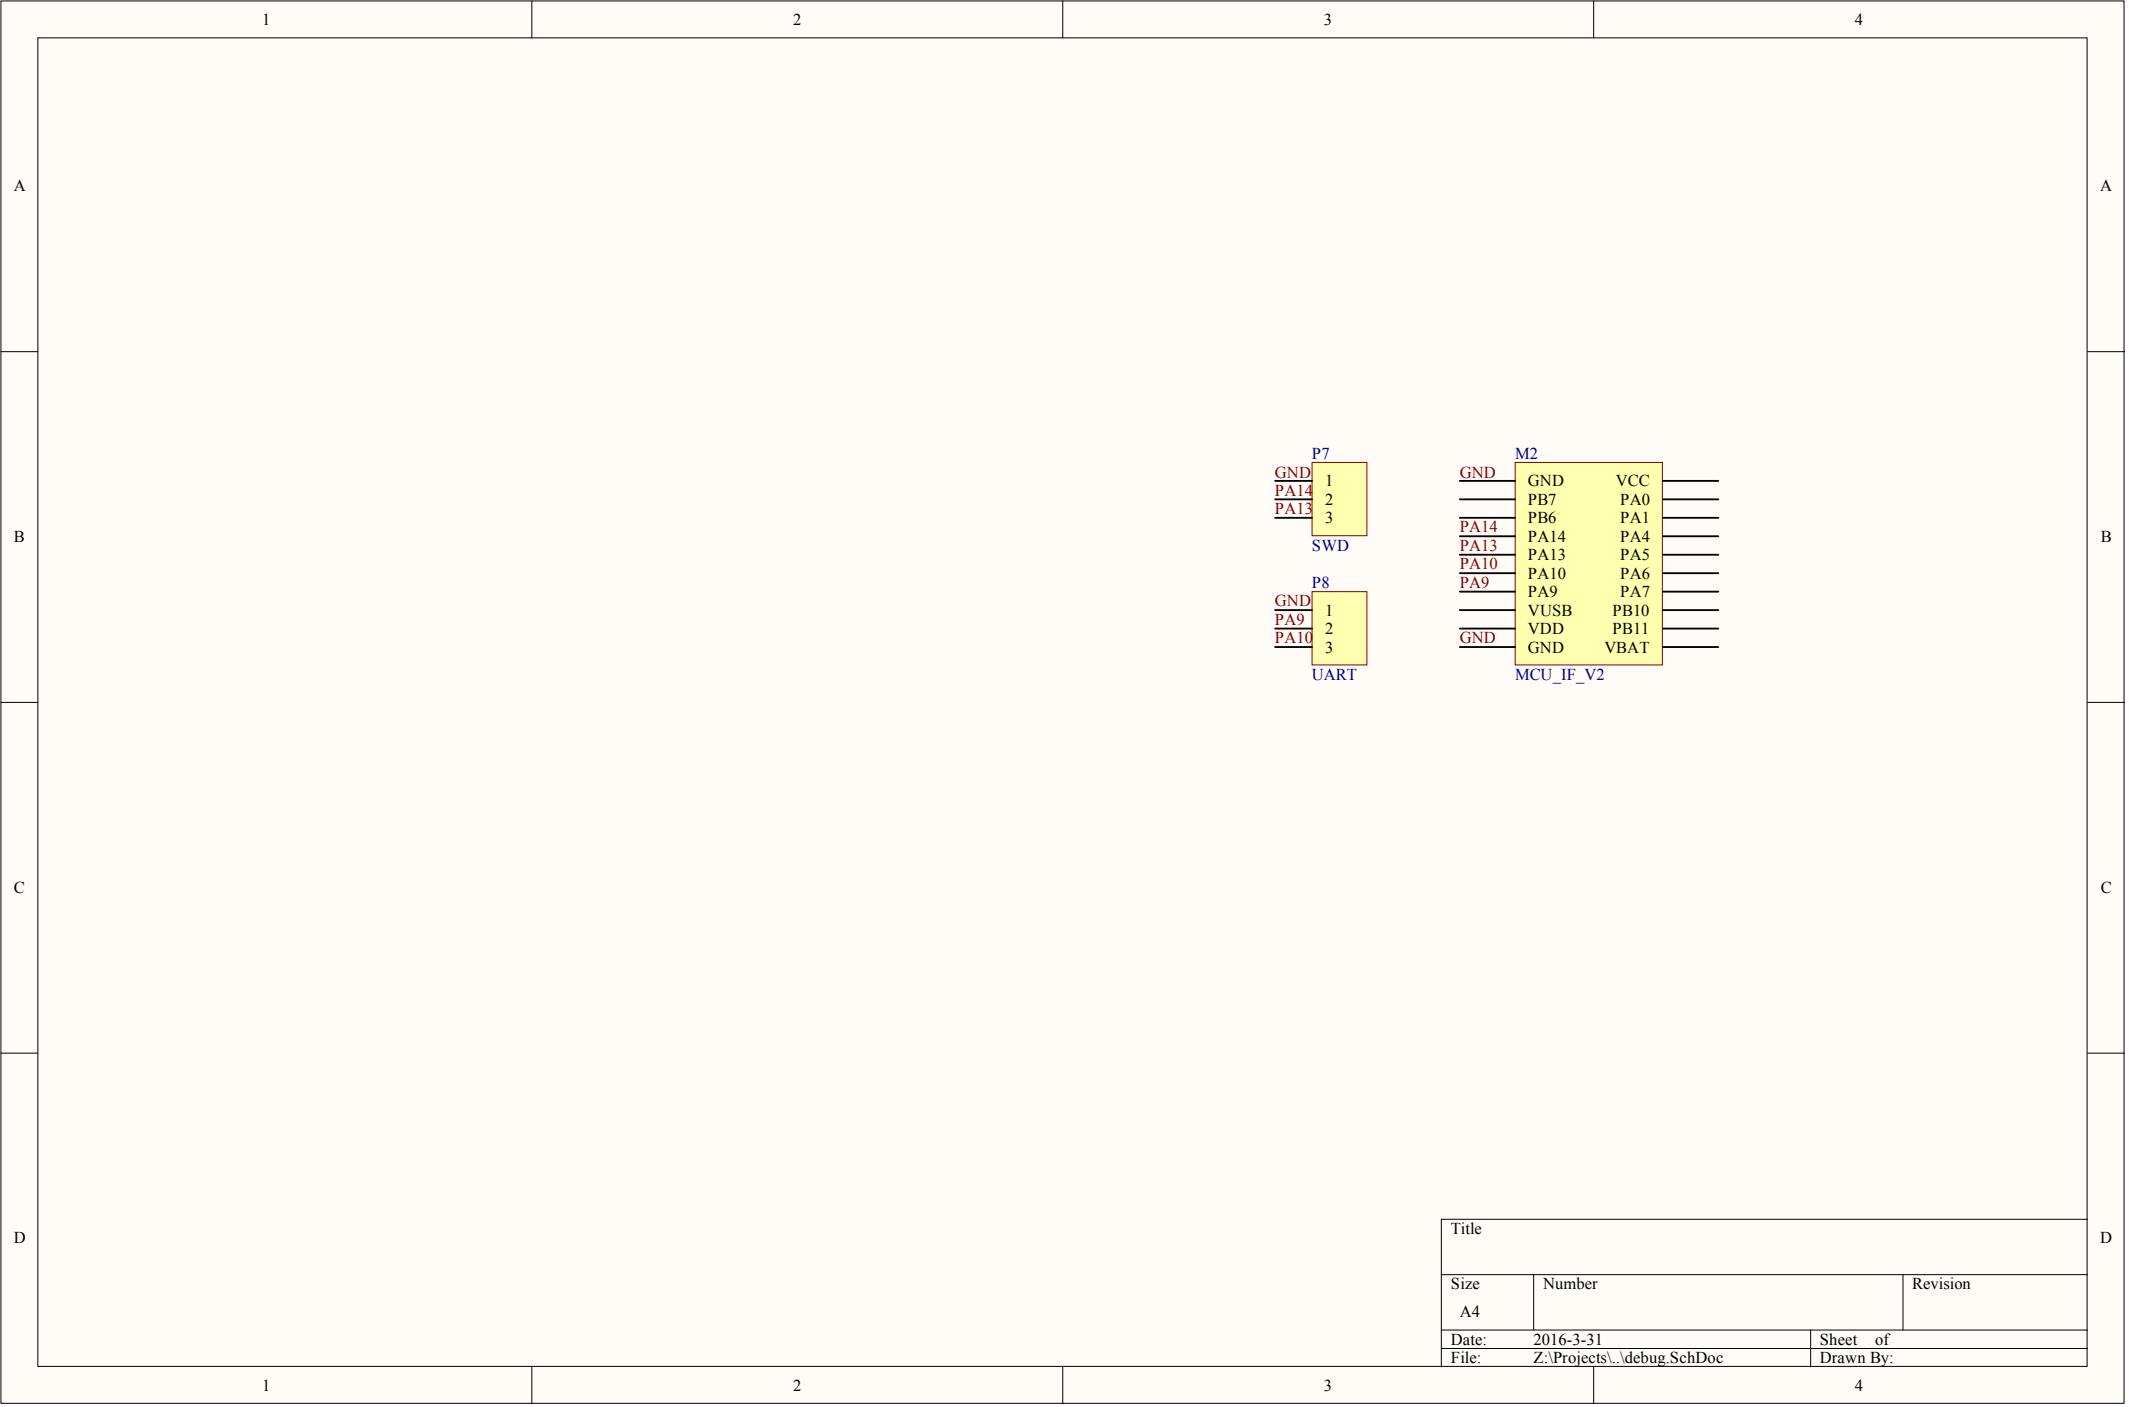 1 2 3 4
A A
B B
C C
D D
P7
GND 1
PA14 2
PA13 3
SWD
P8
GND 1
PA9 2
PA10 3
UART
M2
GND GND VCC
PB7 PA0
PB6 PA1
PA14 PA14 PA4
PA13 PA13 PA5
PA10 PA10 PA6
PA9 PA9 PA7
VUSB PB10
VDD PB11
GND GND VBAT
MCU_IF_V2
Title
Size Number Revision
A4
Date: 2016-3-31 Sheet of
File: Z:\Projects\..\debug.SchDoc Drawn By:
1 2 3 4